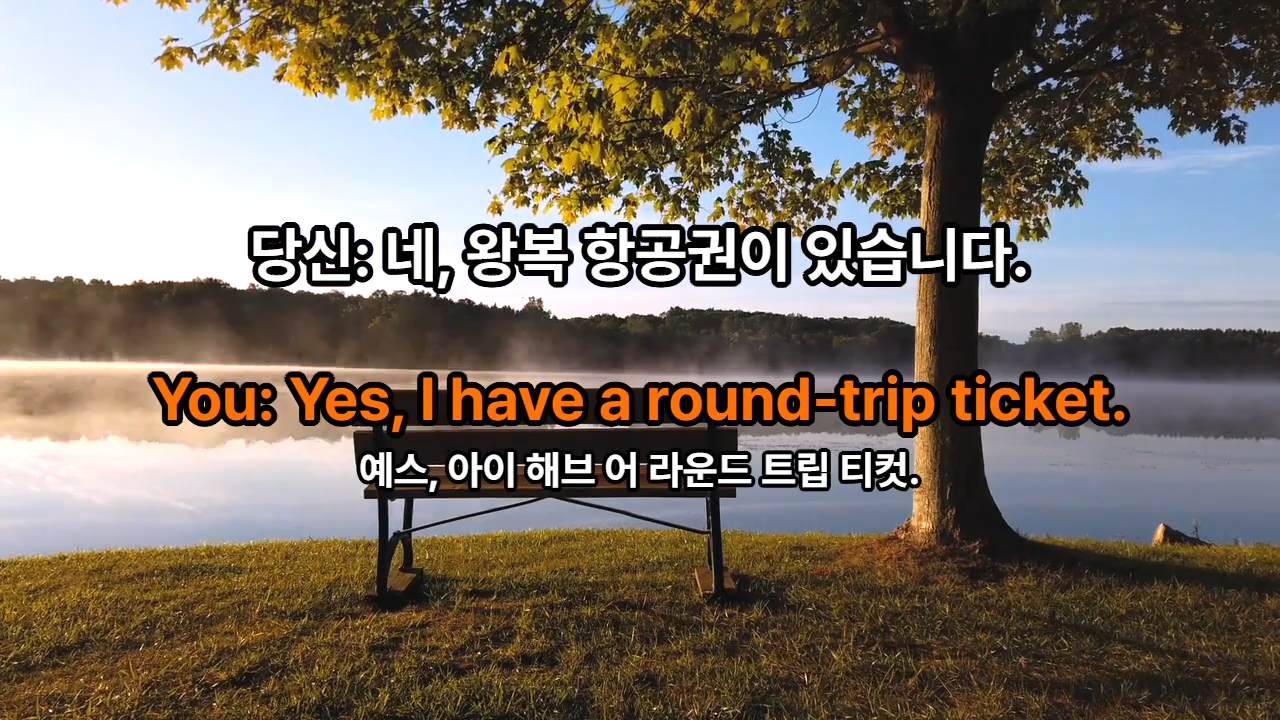 당신: 네, 왕복 항공권이 있습니다.
You: Yes, I have a round-trip ticket.
예스, 아이 해브 어 라운드 트립 티컷.